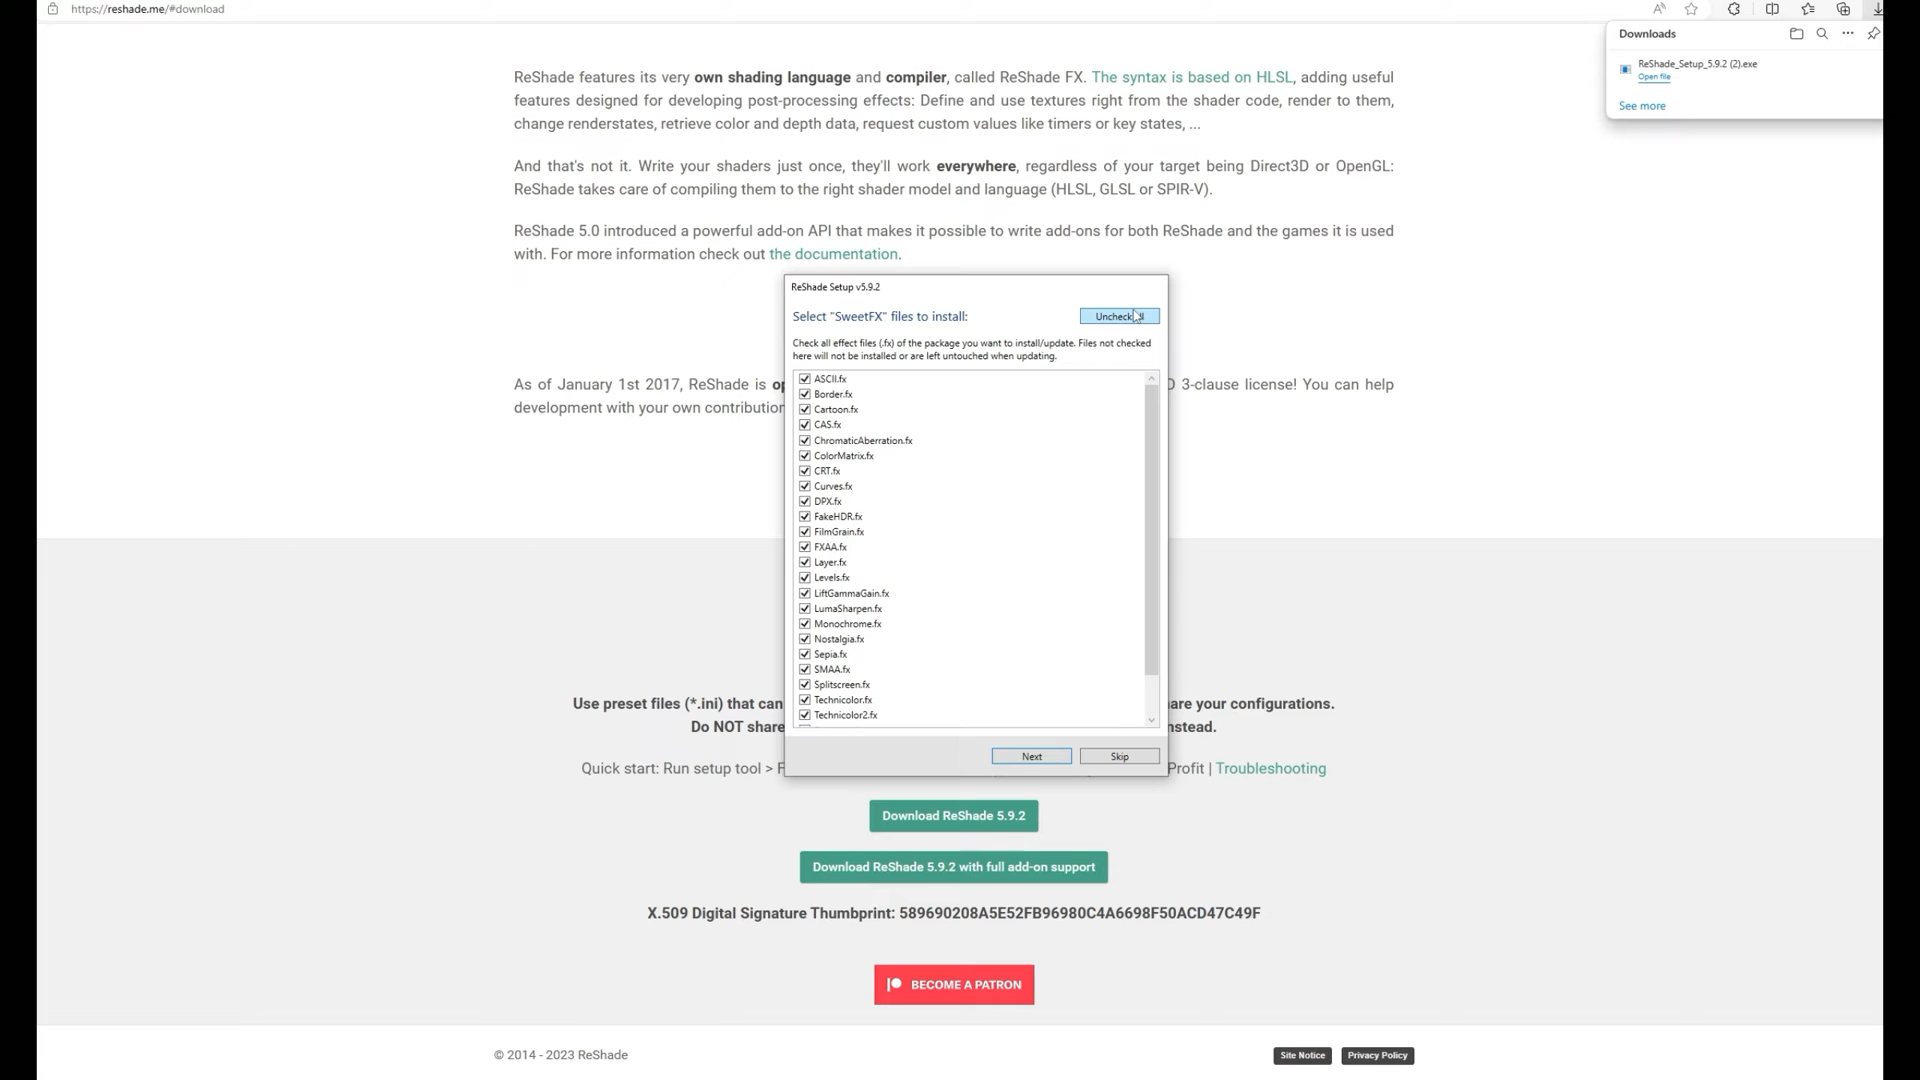 https://reshade.me/#download
Downloads
ReShade_Setup_5.9.2 (2).exe
Open file
See more
ReShade features its very own shading language and compiler, called ReShade FX. The syntax is based on HLSL, adding useful
features designed for developing post-processing effects: Define and use textures right from the shader code, render to them,
change renderstates, retrieve color and depth data, request custom values like timers or key states, ...
And that's not it. Write your shaders just once, they'll work everywhere, regardless of your target being Direct3D or OpenGL:
ReShade takes care of compiling them to the right shader model and language (HLSL, GLSL or SPIR-V).
ReShade 5.0 introduced a powerful add-on API that makes it possible to write add-ons for both ReShade and the games it is used
with. For more information check out the documentation.
As of January 1st 2017, ReShade is
3-clause license! You can help
development with your own contribution
ReShade Setup v5.9.2
Select "SweetFX" files to install:
Uncheck
Check all effect files (.fx) of the package you want to install/update. Files not checked
here will not be installed or are left untouched when updating.
ASCII.fx
Border.fx
Cartoon.fx
CAS.fx
ChromaticAberration.fx
ColorMatrix.fx
CRT.fx
Curves.fx
DPX.fx
FakeHDR.fx
FilmGrain.fx
FXAA.fx
Layer.fx
Levels.fx
LiftGammaGain.fx
LumaSharpen.fx
Monochrome.fx
Nostalgia.fx
Sepia.fx
SMAA.fx
Splitscreen.fx
Technicolor.fx
Technicolor2.fx
Next
Skip
Use preset files (*.ini) that can
are your configurations.
Do NOT share
nstead.
Quick start: Run setup tool >
Profit | Troubleshooting
Download ReShade 5.9.2
Download ReShade 5.9.2 with full add-on support
X.509 Digital Signature Thumbprint: 589690208A5E52FB96980C4A6698F50ACD47C49F
BECOME A PATRON
© 2014 - 2023 ReShade
Site Notice
Privacy Policy